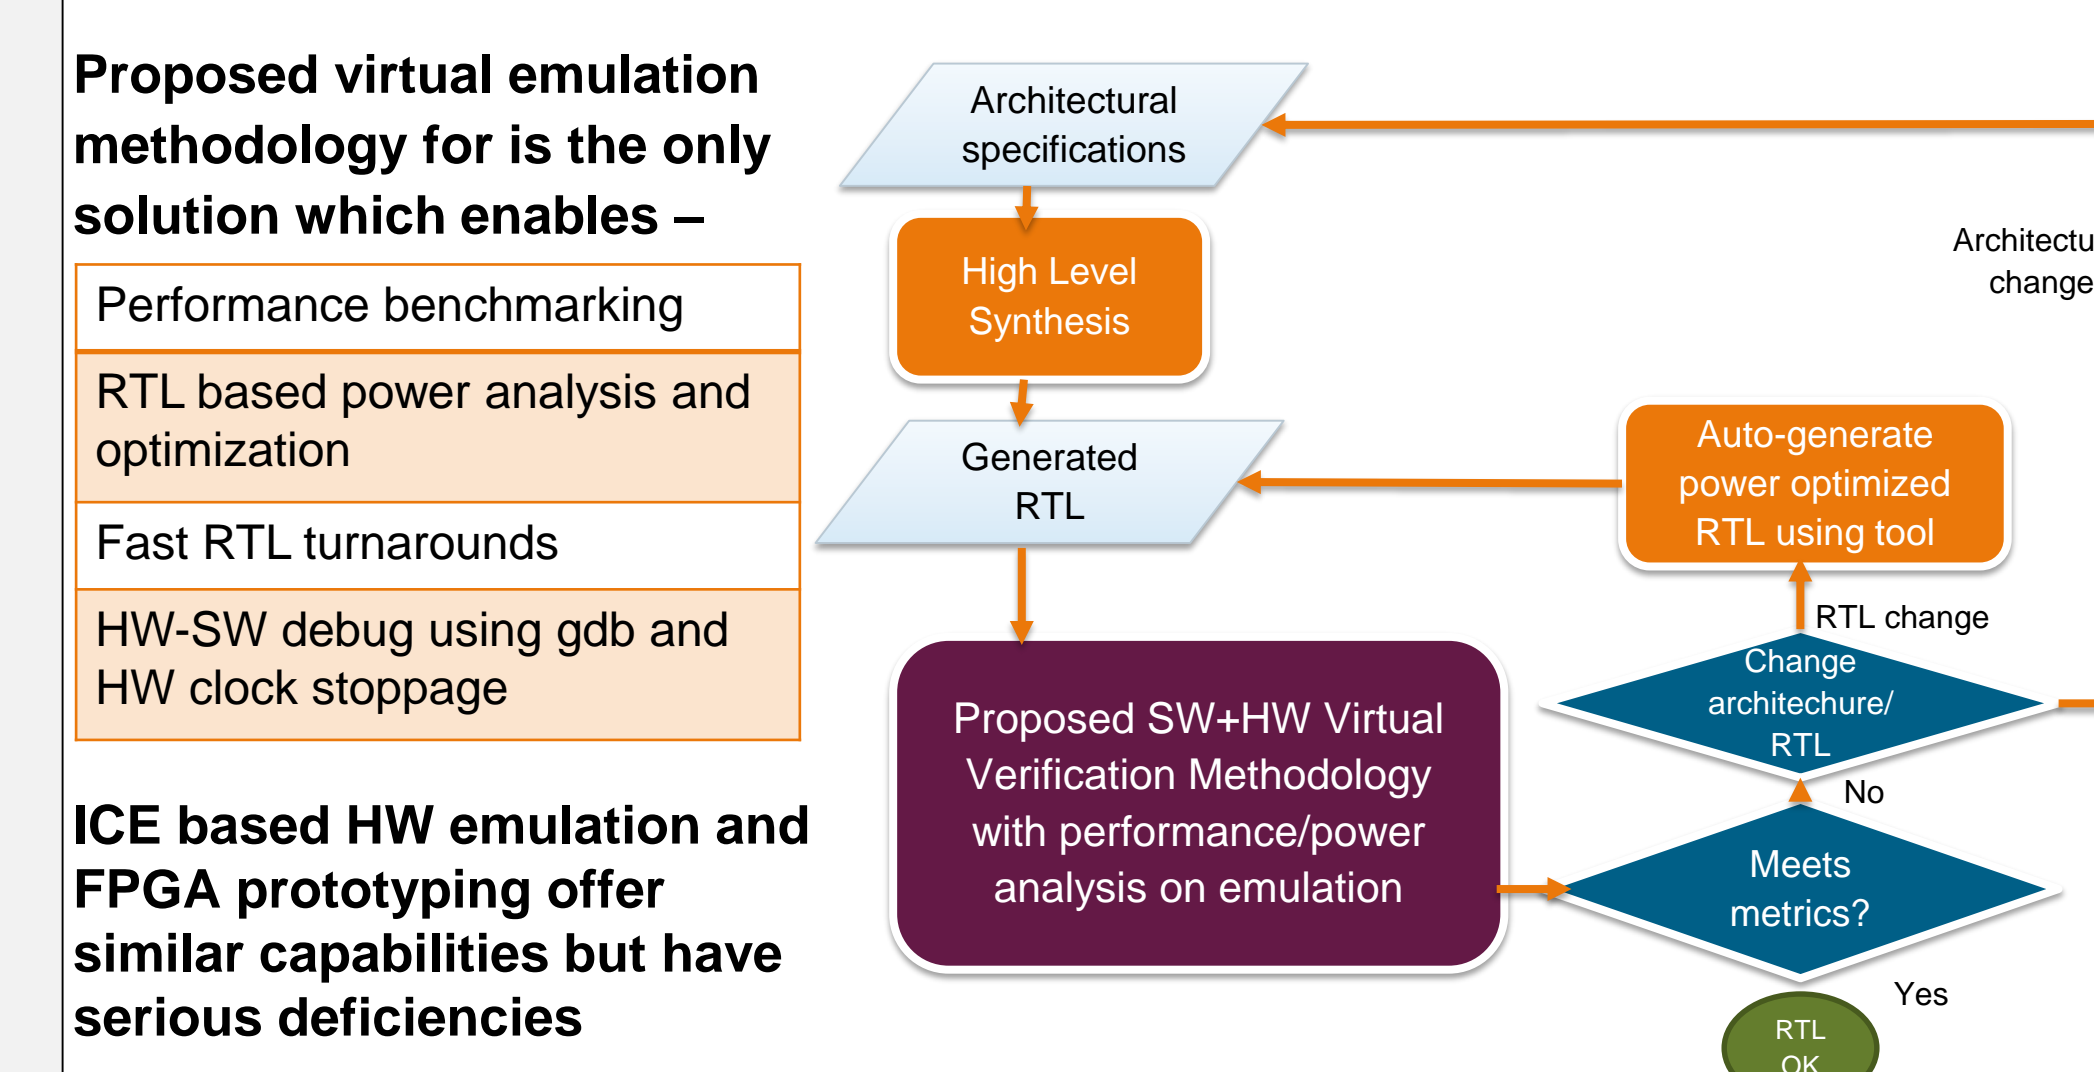 Proposed virtual emulation
methodology for is the only
solution which enables –
Performance benchmarking
RTL based power analysis and
optimization
Fast RTL turnarounds
HW-SW debug using gdb and
HW clock stoppage
ICE based HW emulation and
FPGA prototyping offer
similar capabilities but have
serious deficiencies
Architectural
specifications
High Level
Synthesis
Generated
RTL
Proposed SW+HW Virtual
Verification Methodology
with performance/power
analysis on emulation
Architectu
change
Auto-generate
power optimized
RTL using tool
RTL change
Change
architechure/
RTL
No
Meets
metrics?
Yes
RTL
OK